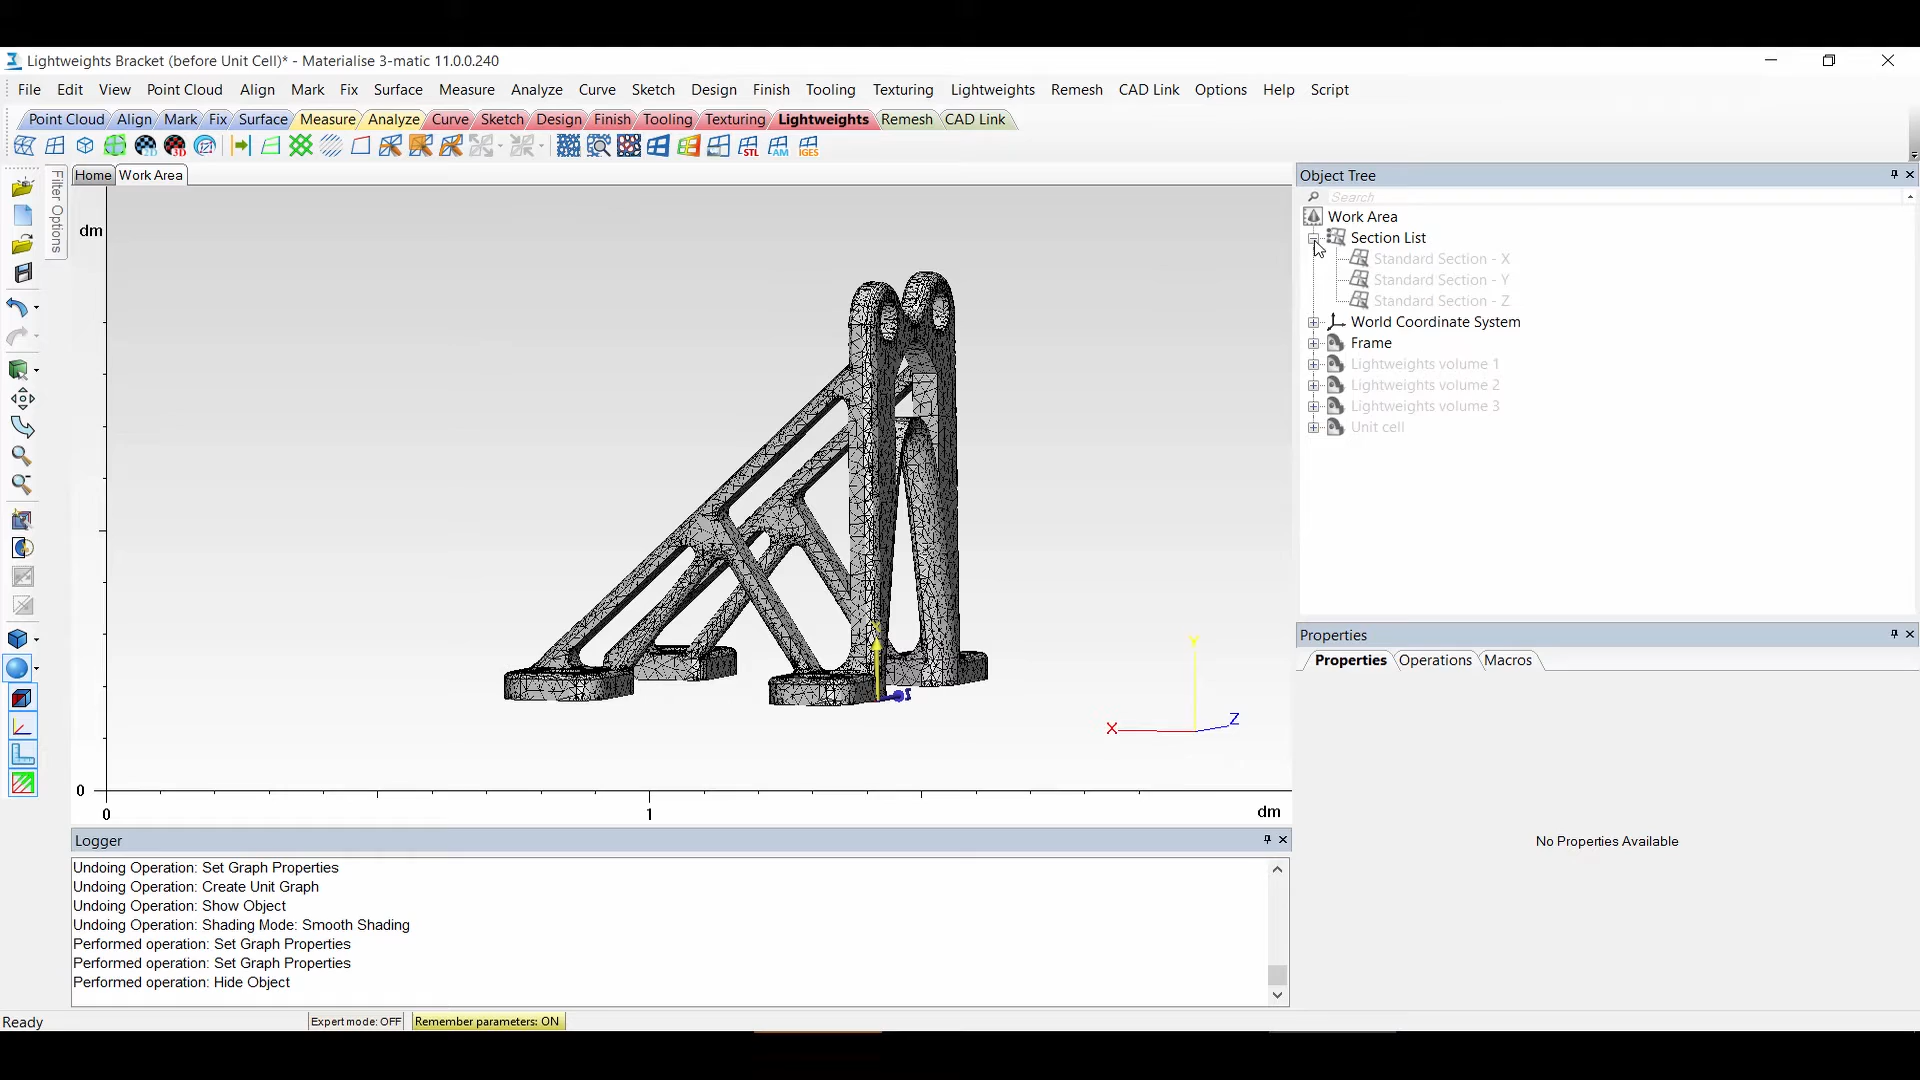 Lightweights Bracket (before Unit Cell)* - Materialise 3-matic 11.0.0.240
File Edit View Point Cloud Align Mark Fix Surface Measure Analyze Curve Sketch Design Finish Tooling Texturing Lightweights Remesh CAD Link Options Help Script
Point Cloud Align Mark Fix Surface Measure Analyze Curve Sketch Design Finish Tooling Texturing Lightweights Remesh CAD Link
2D 3D STL AM IGES
Filter Options
Home Work Area
dm
Y
Z
Y
X
Z
0
0 1 dm
Object Tree
Search
Work Area
Section List
Standard Section - X
Standard Section - Y
Standard Section - Z
World Coordinate System
Frame
Lightweights volume 1
Lightweights volume 2
Lightweights volume 3
Unit cell
Properties
Properties Operations Macros
No Properties Available
Logger
Undoing Operation: Set Graph Properties
Undoing Operation: Create Unit Graph
Undoing Operation: Show Object
Undoing Operation: Shading Mode: Smooth Shading
Performed operation: Set Graph Properties
Performed operation: Set Graph Properties
Performed operation: Hide Object
Ready Expert mode: OFF Remember parameters: ON